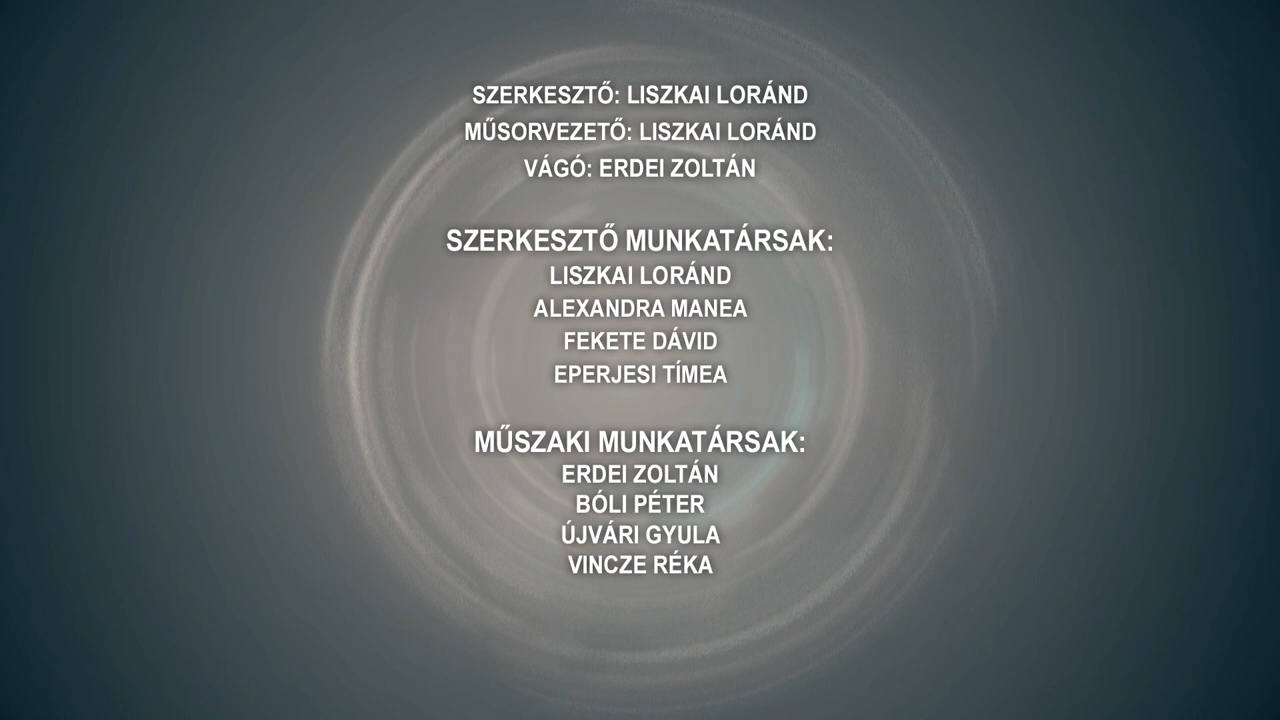 SZERKESZTŐ: LISZKAI LORÁND
MŰSORVEZETŐ: LISZKAI LORÁND
VÁGÓ: ERDEI ZOLTÁN
SZERKESZTŐ MUNKATÁRSAK:
LISZKAI LORÁND
ALEXANDRA MANEA
FEKETE DÁVID
EPERJESI TÍMEA
MŰSZAKI MUNKATÁRSAK:
ERDEI ZOLTÁN
BÓLI PÉTER
ÚJVÁRI GYULA
VINCZE RÉKA